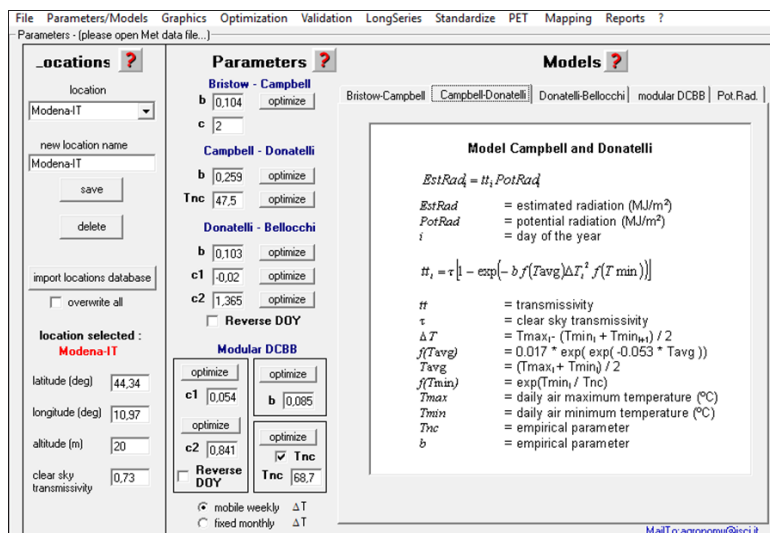 File Parameters/Models Graphics Optimization Validation LongSeries Standardize PET Mapping Reports ?
Parameters - (please open Met data file...)
Locations ?
location
Modena-IT
new location name
Modena-IT
save
delete
import locations database
overwrite all
location selected :
Modena-IT
latitude (deg) 44,34
longitude (deg) 10,97
altitude (m) 20
clear sky
transmissivity 0,73
Parameters ?
Bristow - Campbell
b 0,104 optimize
c 2
Campbell - Donatelli
b 0,259 optimize
Tnc 47,5 optimize
Donatelli - Bellocchi
b 0,103 optimize
c1 -0,02 optimize
c2 1,365 optimize
Reverse DOY
Modular DCBB
optimize
c1 0,054
optimize
c2 0,841
Reverse
DOY
optimize
b 0,085
optimize
Tnc
Tnc 68,7
mobile weekly ΔT
fixed monthly ΔT
Models ?
Bristow-Campbell Campbell-Donatelli Donatelli-Bellocchi modular DCBB Pot.Rad.
Model Campbell and Donatelli
EstRadᵢ = ttᵢ PotRadᵢ
EstRad = estimated radiation (MJ/m²)
PotRad = potential radiation (MJ/m²)
i = day of the year
ttᵢ = τ[1 - exp(- b f(Tavg)ΔTᵢ² f(T min))]
tt = transmissivity
τ = clear sky transmissivity
ΔT = Tmaxᵢ- (Tminᵢ + Tminᵢ₊₁) / 2
f(Tavg) = 0.017 * exp( exp( -0.053 * Tavg ))
Tavg = (Tmaxᵢ+ Tminᵢ) / 2
f(Tmin) = exp(Tminᵢ / Tnc)
Tmax = daily air maximum temperature (ºC)
Tmin = daily air minimum temperature (ºC)
Tnc = empirical parameter
b = empirical parameter
MailTo:agronomy@isci.it